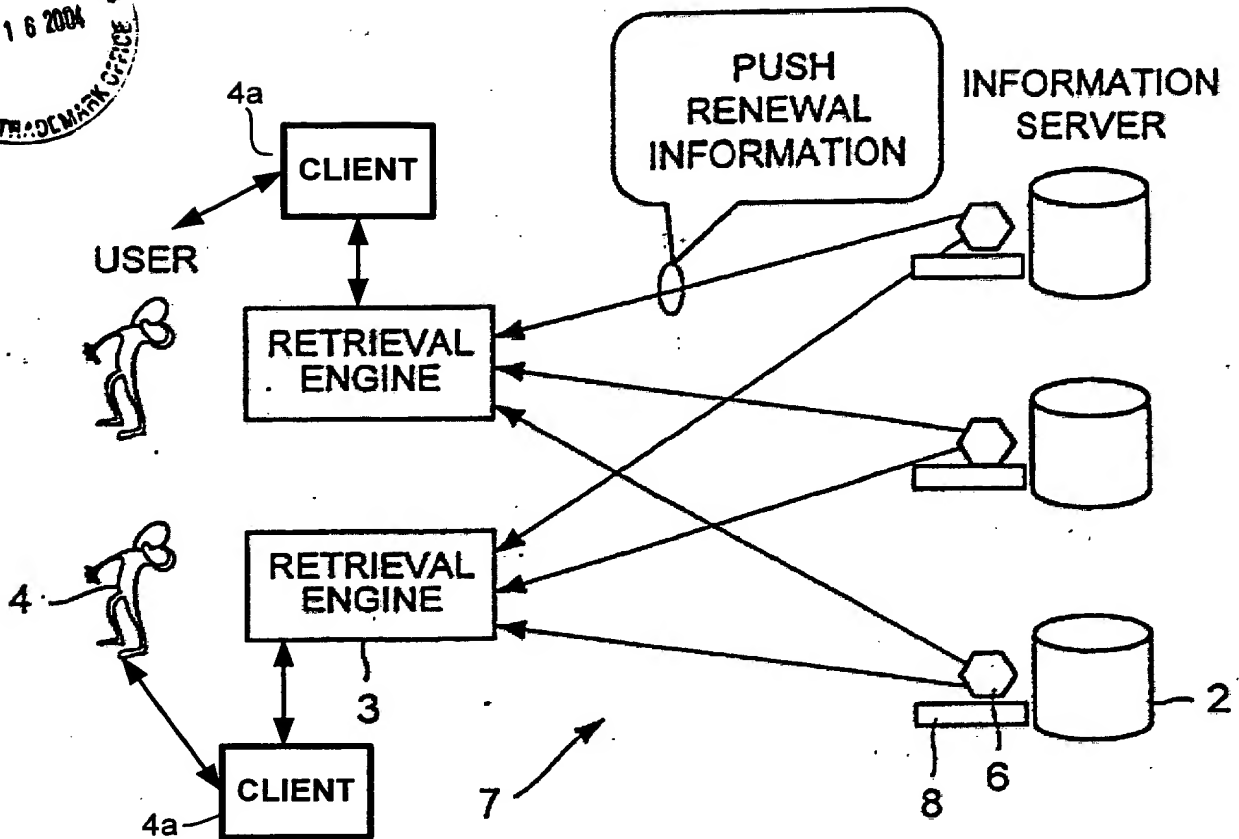 1 6 2004
TRADEMARK OFFICE
4a
CLIENT
USER
PUSH
RENEWAL
INFORMATION
INFORMATION
SERVER
RETRIEVAL
ENGINE
RETRIEVAL
ENGINE
4
3
CLIENT
4a
7
8
6
2